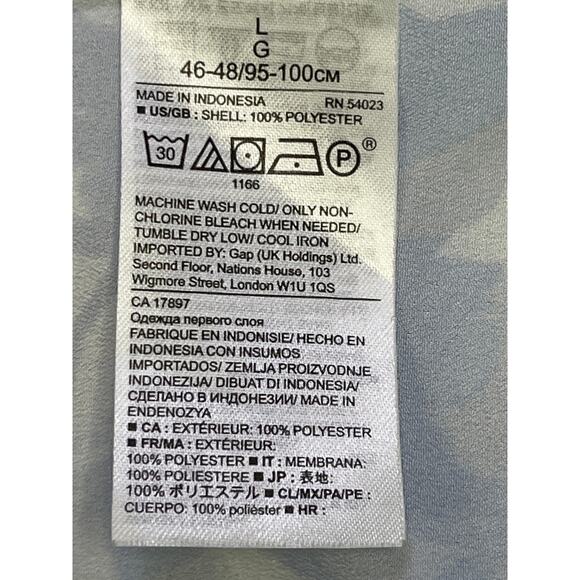 L
G
46-48/95-100CM
MADE IN INDONESIA RN 54023
■ US/GB : SHELL: 100% POLYESTER
30 P ®
1166
MACHINE WASH COLD/ ONLY NON-
CHLORINE BLEACH WHEN NEEDED/
TUMBLE DRY LOW/ COOL IRON
IMPORTED BY: Gap (UK Holdings) Ltd.
Second Floor, Nations House, 103
Wigmore Street, London W1U 1QS
CA 17897
Одежда первого слоя
FABRIQUE EN INDONISIE/ HECHO EN
INDONESIA CON INSUMOS
IMPORTADOS/ ZEMLJA PROIZVODNJE
INDONEZIJA/ DIBUAT DI INDONESIA/
СДЕЛАНО В ИНДОНЕЗИИ/ MADE IN
ENDENOZYA
■ CA : EXTÉRIEUR: 100% POLYESTER
■ FR/MA : EXTÉRIEUR:
100% POLYESTER ■ IT : MEMBRANA:
100% POLIESTERE ■ JP : 表地:
100% ポリエステル ■ CL/MX/PA/PE :
CUERPO: 100% poliéster ■ HR :